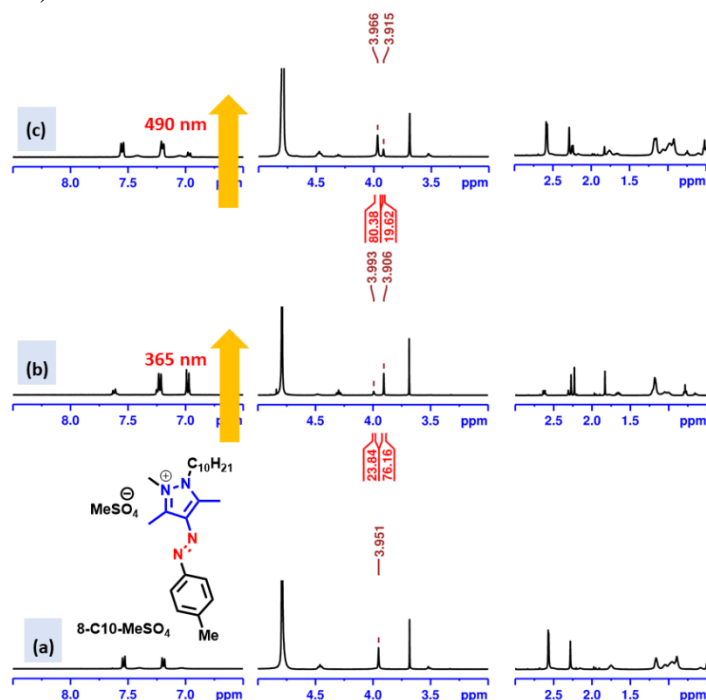 3.966
3.915
(c)
490 nm
8.0 7.5 7.0 ppm
4.5 4.0 3.5 ppm
2.5 2.0 1.5 ppm
80.38
19.62
3.993
3.906
(b)
365 nm
8.0 7.5 7.0 ppm
4.5 4.0 3.5 ppm
2.5 2.0 1.5 ppm
23.84
76.16
C10H21
N ⊕ N
MeSO4 ⊖
N
N
3.951
Me
8-C10-MeSO4
(a)
8.0 7.5 7.0 ppm
4.5 4.0 3.5 ppm
2.5 2.0 1.5 ppm